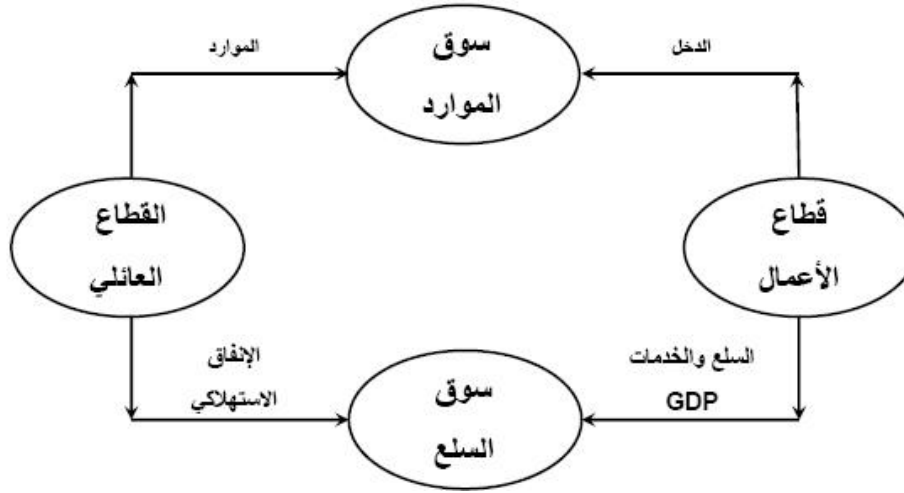 سوق
الموارد
الموارد
الدخل
القطاع
العائلي
قطاع
الأعمال
الإنفاق
الاستهلاكي
السلع والخدمات
GDP
سوق
السلع